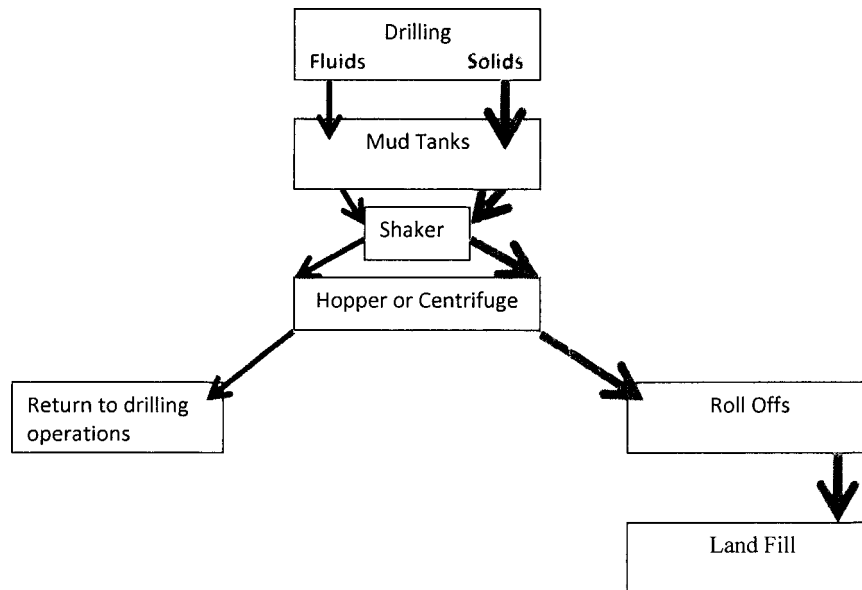 Drilling
Fluids Solids
Mud Tanks
Shaker
Hopper or Centrifuge
Return to drilling
operations
Roll Offs
Land Fill